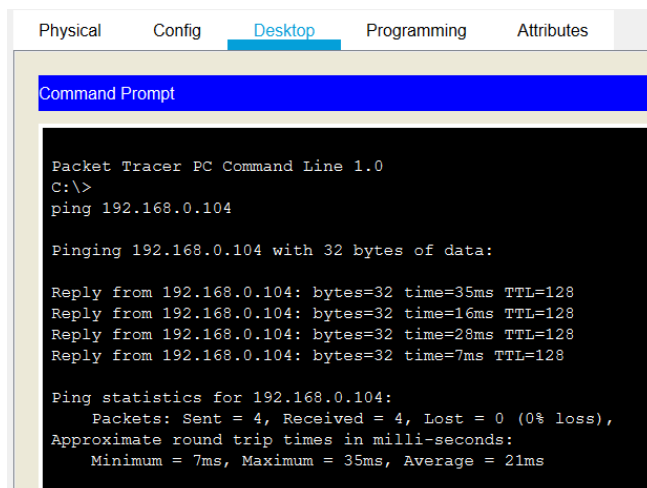 Physical Config Desktop Programming Attributes
Command Prompt
Packet Tracer PC Command Line 1.0
C:\>
ping 192.168.0.104
Pinging 192.168.0.104 with 32 bytes of data:
Reply from 192.168.0.104: bytes=32 time=35ms TTL=128
Reply from 192.168.0.104: bytes=32 time=16ms TTL=128
Reply from 192.168.0.104: bytes=32 time=28ms TTL=128
Reply from 192.168.0.104: bytes=32 time=7ms TTL=128
Ping statistics for 192.168.0.104:
Packets: Sent = 4, Received = 4, Lost = 0 (0% loss),
Approximate round trip times in milli-seconds:
Minimum = 7ms, Maximum = 35ms, Average = 21ms